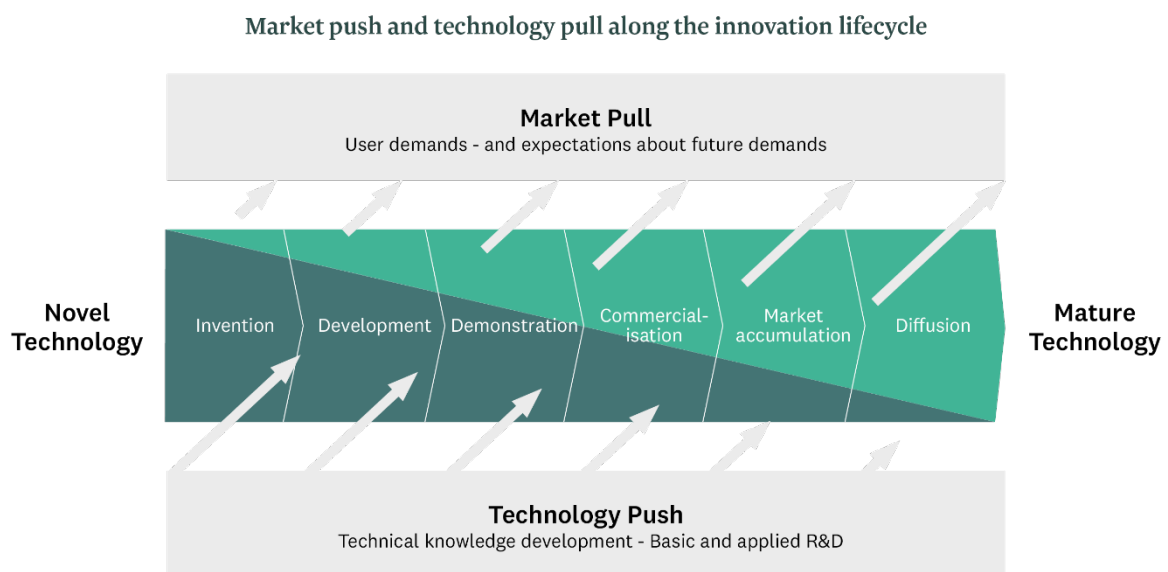 Market push and technology pull along the innovation lifecycle
Market Pull
User demands - and expectations about future demands
Novel
Technology
Invention
Development
Demonstration
Commercial-
isation
Market
accumulation
Diffusion
Mature
Technology
Technology Push
Technical knowledge development - Basic and applied R&D